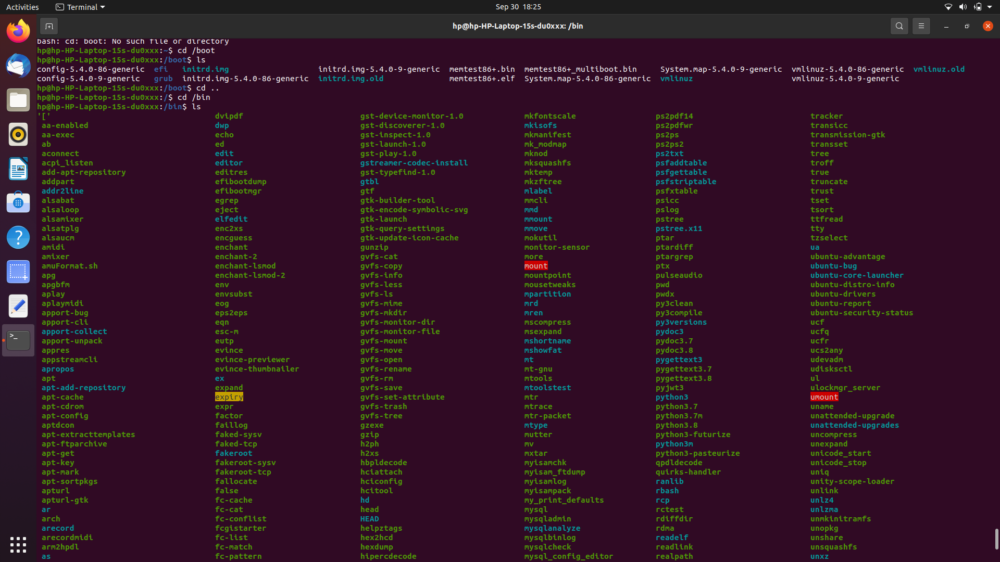 Activities Terminal Sep 30 18:25
hp@hp-HP-Laptop-15s-du0xxx: /bin
bash: cd: boot: No such file or directory
hp@hp-HP-Laptop-15s-du0xxx:~$ cd /boot
hp@hp-HP-Laptop-15s-du0xxx:/boot$ ls
config-5.4.0-86-generic efi initrd.img initrd.img-5.4.0-9-generic memtest86+.bin memtest86+_multiboot.bin System.map-5.4.0-9-generic vmlinuz-5.4.0-86-generic vmlinuz.old
config-5.4.0-9-generic grub initrd.img-5.4.0-86-generic initrd.img.old memtest86+.elf System.map-5.4.0-86-generic vmlinuz vmlinuz-5.4.0-9-generic
hp@hp-HP-Laptop-15s-du0xxx:/boot$ cd ..
hp@hp-HP-Laptop-15s-du0xxx:/$ cd /bin
hp@hp-HP-Laptop-15s-du0xxx:/bin$ ls
'[' dvipdf gst-device-monitor-1.0 mkfontscale ps2pdf14 tracker
aa-enabled dwp gst-discoverer-1.0 mkisofs ps2pdfwr transicc
aa-exec echo gst-inspect-1.0 mkmanifest ps2ps transmission-gtk
ab ed gst-launch-1.0 mk_modmap ps2ps2 transset
aconnect edit gst-play-1.0 mknod ps2txt tree
acpi_listen editor gstreamer-codec-install mksquashfs psfaddtable troff
add-apt-repository editres gst-typefind-1.0 mktemp psfgettable true
addpart efibootdump gtbl mkzftree psfstriptable truncate
addr2line efibootmgr gtf mlabel psfxtable trust
alsabat egrep gtk-builder-tool mmcli psicc tset
alsaloop eject gtk-encode-symbolic-svg mmd pslog tsort
alsamixer elfedit gtk-launch mmount pstree ttfread
alsatplg enc2xs gtk-query-settings mmove pstree.x11 tty
alsaucm encguess gtk-update-icon-cache mokutil ptar tzselect
amidi enchant gunzip monitor-sensor ptardiff ua
amixer enchant-2 gvfs-cat more ptargrep ubuntu-advantage
amuFormat.sh enchant-lsmod gvfs-copy mount ptx ubuntu-bug
apg enchant-lsmod-2 gvfs-info mountpoint pulseaudio ubuntu-core-launcher
apgbfm env gvfs-less mousetweaks pwd ubuntu-distro-info
aplay envsubst gvfs-ls mpartition pwdx ubuntu-drivers
aplaymidi eog gvfs-mime mrd py3clean ubuntu-report
apport-bug eps2eps gvfs-mkdir mren py3compile ubuntu-security-status
apport-cli eqn gvfs-monitor-dir mscompress py3versions ucf
apport-collect esc-m gvfs-monitor-file msexpand pydoc3 ucfq
apport-unpack eutp gvfs-mount mshortname pydoc3.7 ucfr
appres evince gvfs-move mshowfat pydoc3.8 ucs2any
appstreamcli evince-previewer gvfs-open mt pygettext3 udevadm
apropos evince-thumbnailer gvfs-rename mt-gnu pygettext3.7 udisksctl
apt ex gvfs-rm mtools pygettext3.8 ul
apt-add-repository expand gvfs-save mtoolstest pyjwt3 ulockmgr_server
apt-cache expiry gvfs-set-attribute mtr python3 umount
apt-cdrom expr gvfs-trash mtrace python3.7 uname
apt-config factor gvfs-tree mtr-packet python3.7m unattended-upgrade
aptdcon faillog gzexe mtype python3.8 unattended-upgrades
apt-extracttemplates faked-sysv gzip mutter python3-futurize uncompress
apt-ftparchive faked-tcp h2ph mv python3m unexpand
apt-get fakeroot h2xs mxtar python3-pasteurize unicode_start
apt-key fakeroot-sysv hbpldecode myisamchk qpdldecode unicode_stop
apt-mark fakeroot-tcp hciattach myisam_ftdump quirks-handler uniq
apt-sortpkgs fallocate hciconfig myisamlog ranlib unity-scope-loader
apturl false hcitool myisampack rbash unlink
apturl-gtk fc-cache hd my_print_defaults rcp unlz4
ar fc-cat head mysql rctest unlzma
arch fc-conflist HEAD mysqladmin rdiffdir unmkinitramfs
arecord fcgistarter helpztags mysqlanalyze rdma unopkg
arecordmidi fc-list hex2hcd mysqlbinlog readelf unshare
arm2hpdl fc-match hexdump mysqlcheck readlink unsquashfs
as fc-pattern hipercdecode mysql_config_editor realpath unxz